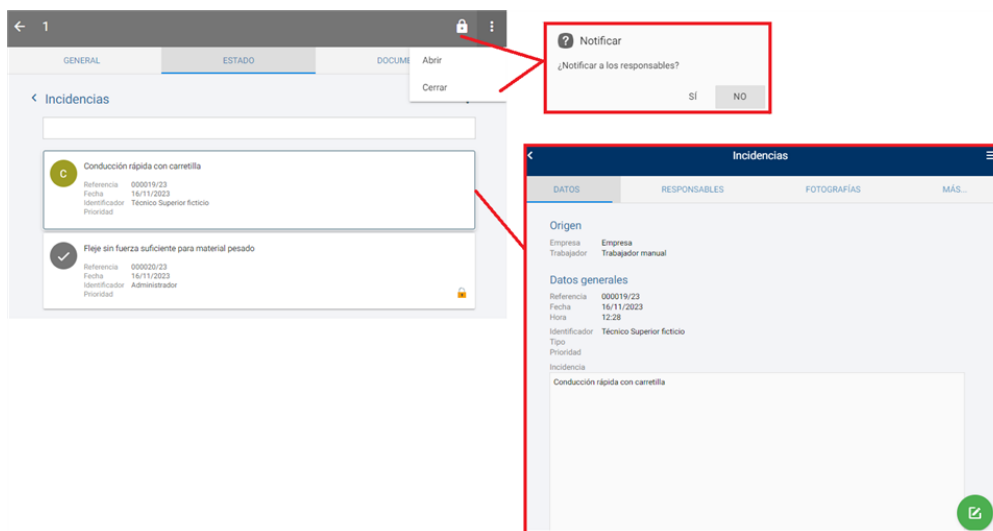 1
GENERAL
ESTADO
DOCUME
Abrir
Cerrar
Incidencias
C
Conducción rápida con carretilla
Referencia 000019/23
Fecha 16/11/2023
Identificador Técnico Superior ficticio
Prioridad
Fleje sin fuerza suficiente para material pesado
Referencia 000020/23
Fecha 16/11/2023
Identificador Administrador
Prioridad
? Notificar
¿Notificar a los responsables?
SÍ NO
Incidencias
DATOS RESPONSABLES FOTOGRAFÍAS MÁS...
Origen
Empresa Empresa
Trabajador Trabajador manual
Datos generales
Referencia 000019/23
Fecha 16/11/2023
Hora 12:28
Identificador Técnico Superior ficticio
Tipo
Prioridad
Incidencia
Conducción rápida con carretilla